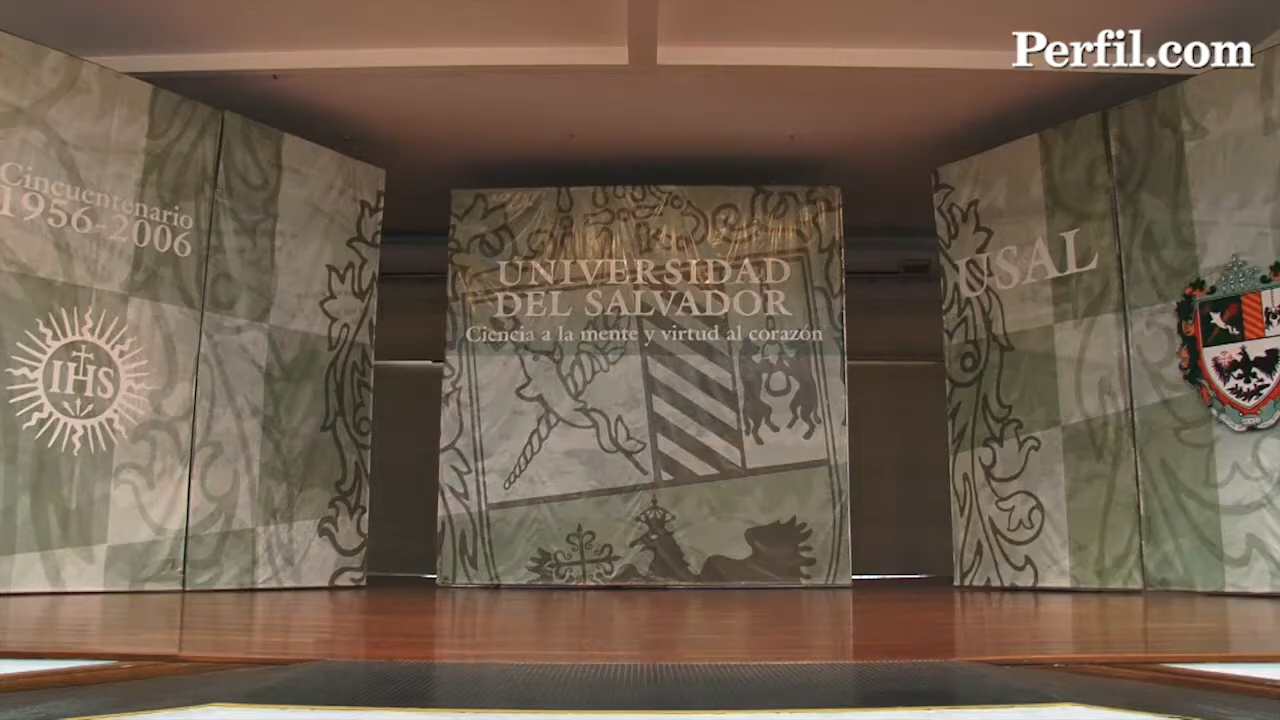 Perfil.com
Cincuentenario
1956-2006
IHS
UNIVERSIDAD
DEL SALVADOR
Ciencia a la mente y virtud al corazón
USAL